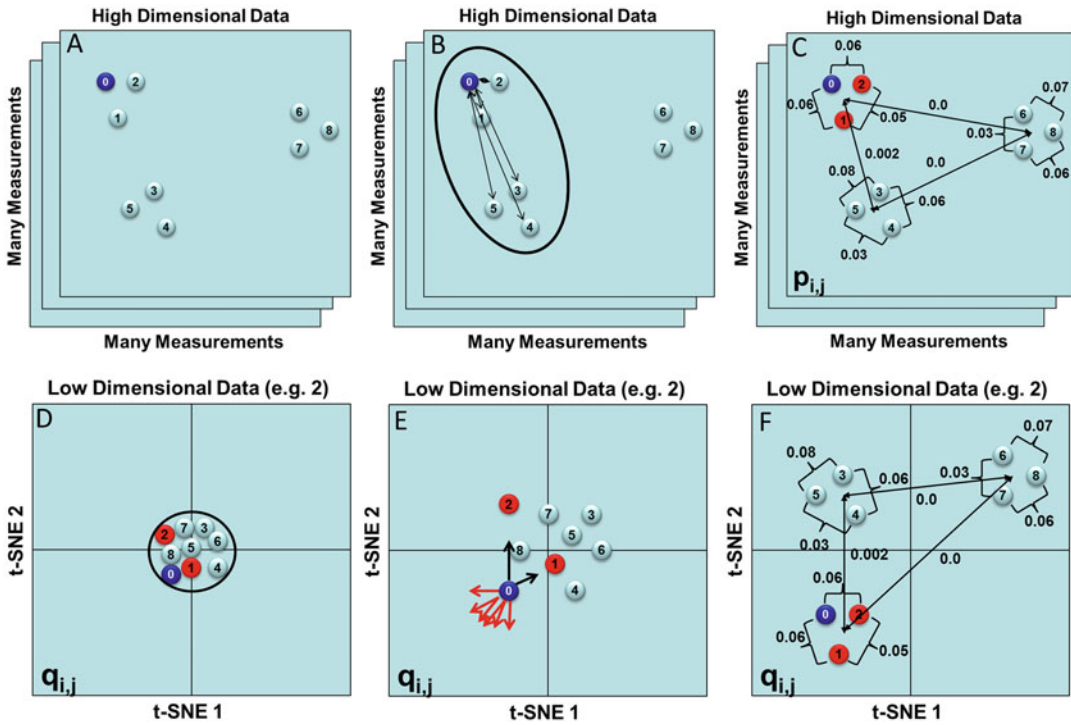 High Dimensional Data
A
0
2
1
6
8
7
3
5
4
Many Measurements
Many Measurements
High Dimensional Data
B
0
2
1
6
8
7
3
5
4
Many Measurements
Many Measurements
High Dimensional Data
C
0.06
0
2
1
0.06
0.05
0.0
0.07
6
8
7
0.03
0.06
0.002
0.0
0.08
3
5
4
0.06
0.03
p i,j
Many Measurements
Many Measurements
Low Dimensional Data (e.g. 2)
D
7
3
2
6
5
8
1
4
0
q i,j
t-SNE 2
t-SNE 1
Low Dimensional Data (e.g. 2)
E
2
7
3
5
8
6
1
0
4
q i,j
t-SNE 2
t-SNE 1
Low Dimensional Data (e.g. 2)
F
0.07
0.08
6
3
0.06
0.03
8
5
7
0.0
4
0.06
0.03
0.002
0.0
0.06
0
2
0.06
0.05
1
q i,j
t-SNE 2
t-SNE 1